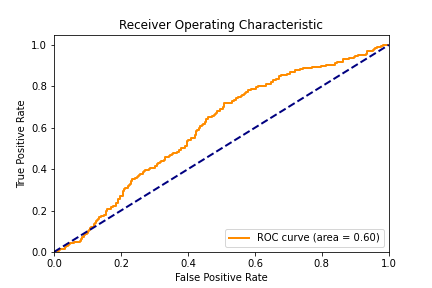 Receiver Operating Characteristic
True Positive Rate
1.0
0.8
0.6
0.4
0.2
0.0
ROC curve (area = 0.60)
0.0 0.2 0.4 0.6 0.8 1.0
False Positive Rate